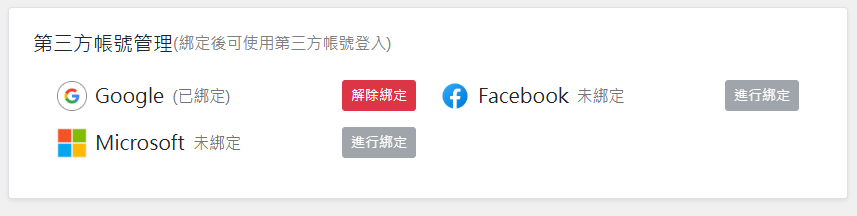 第三方帳號管理(綁定後可使用第三方帳號登入)
Google (已綁定) 解除綁定 Facebook 未綁定 進行綁定
Microsoft 未綁定 進行綁定